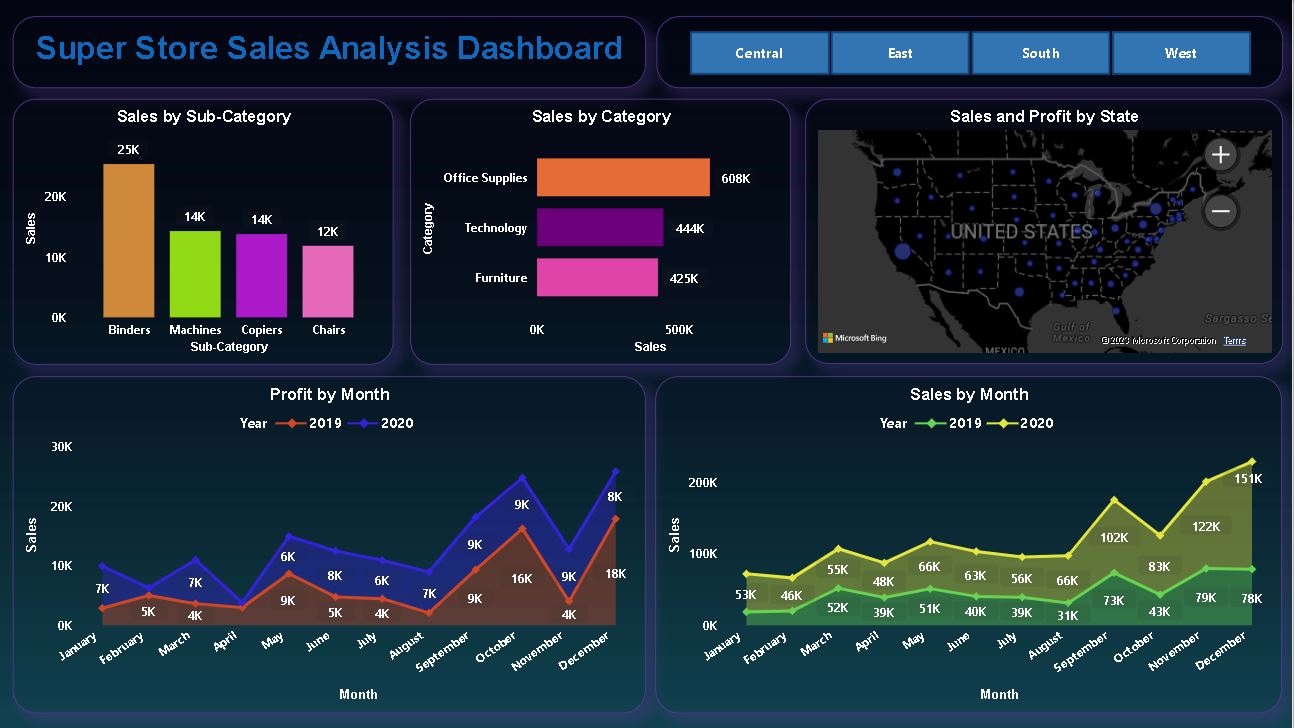 Super Store Sales Analysis Dashboard
Central East South West
Sales by Sub-Category
25K
14K
14K
12K
20K
10K
0K
Sales
Binders Machines Copiers Chairs
Sub-Category
Sales by Category
Category
Office Supplies 608K
Technology 444K
Furniture 425K
0K 500K
Sales
Sales and Profit by State
+
−
UNITED STATES
Gulf of
Mexico
Sargasso Se
MEXICO
Microsoft Bing
© 2023 Microsoft Corporation Terms
Profit by Month
Year 2019 2020
30K
20K
10K
0K
Sales
7K 7K 6K 8K 6K 7K 9K 9K 9K 8K
5K 4K 9K 5K 4K 9K 16K 4K 18K
January February March April May June July August September October November December
Month
Sales by Month
Year 2019 2020
200K
100K
0K
Sales
53K 46K 55K 48K 66K 63K 56K 66K 102K 83K 122K 151K
52K 39K 51K 40K 39K 31K 73K 43K 79K 78K
January February March April May June July August September October November December
Month